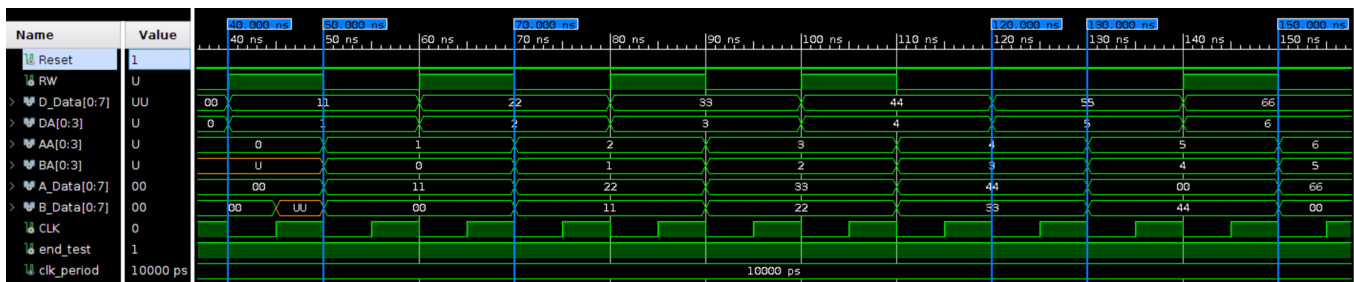 40.000 ns 50.000 ns 70.000 ns 120.000 ns 130.000 ns 150.000 ns
Name Value 40 ns 50 ns 60 ns 70 ns 80 ns 90 ns 100 ns 110 ns 120 ns 130 ns 140 ns 150 ns
Reset 1
RW U
D_Data[0:7] UU 00 11 22 33 44 55 66
DA[0:3] U 0 1 2 3 4 5 6
AA[0:3] U 0 1 2 3 4 5 6
BA[0:3] U U 0 1 2 3 4 5
A_Data[0:7] 00 00 11 22 33 44 00 66
B_Data[0:7] 00 00 UU 00 11 22 33 44 00
CLK 0
end_test 1
clk_period 10000 ps 10000 ps